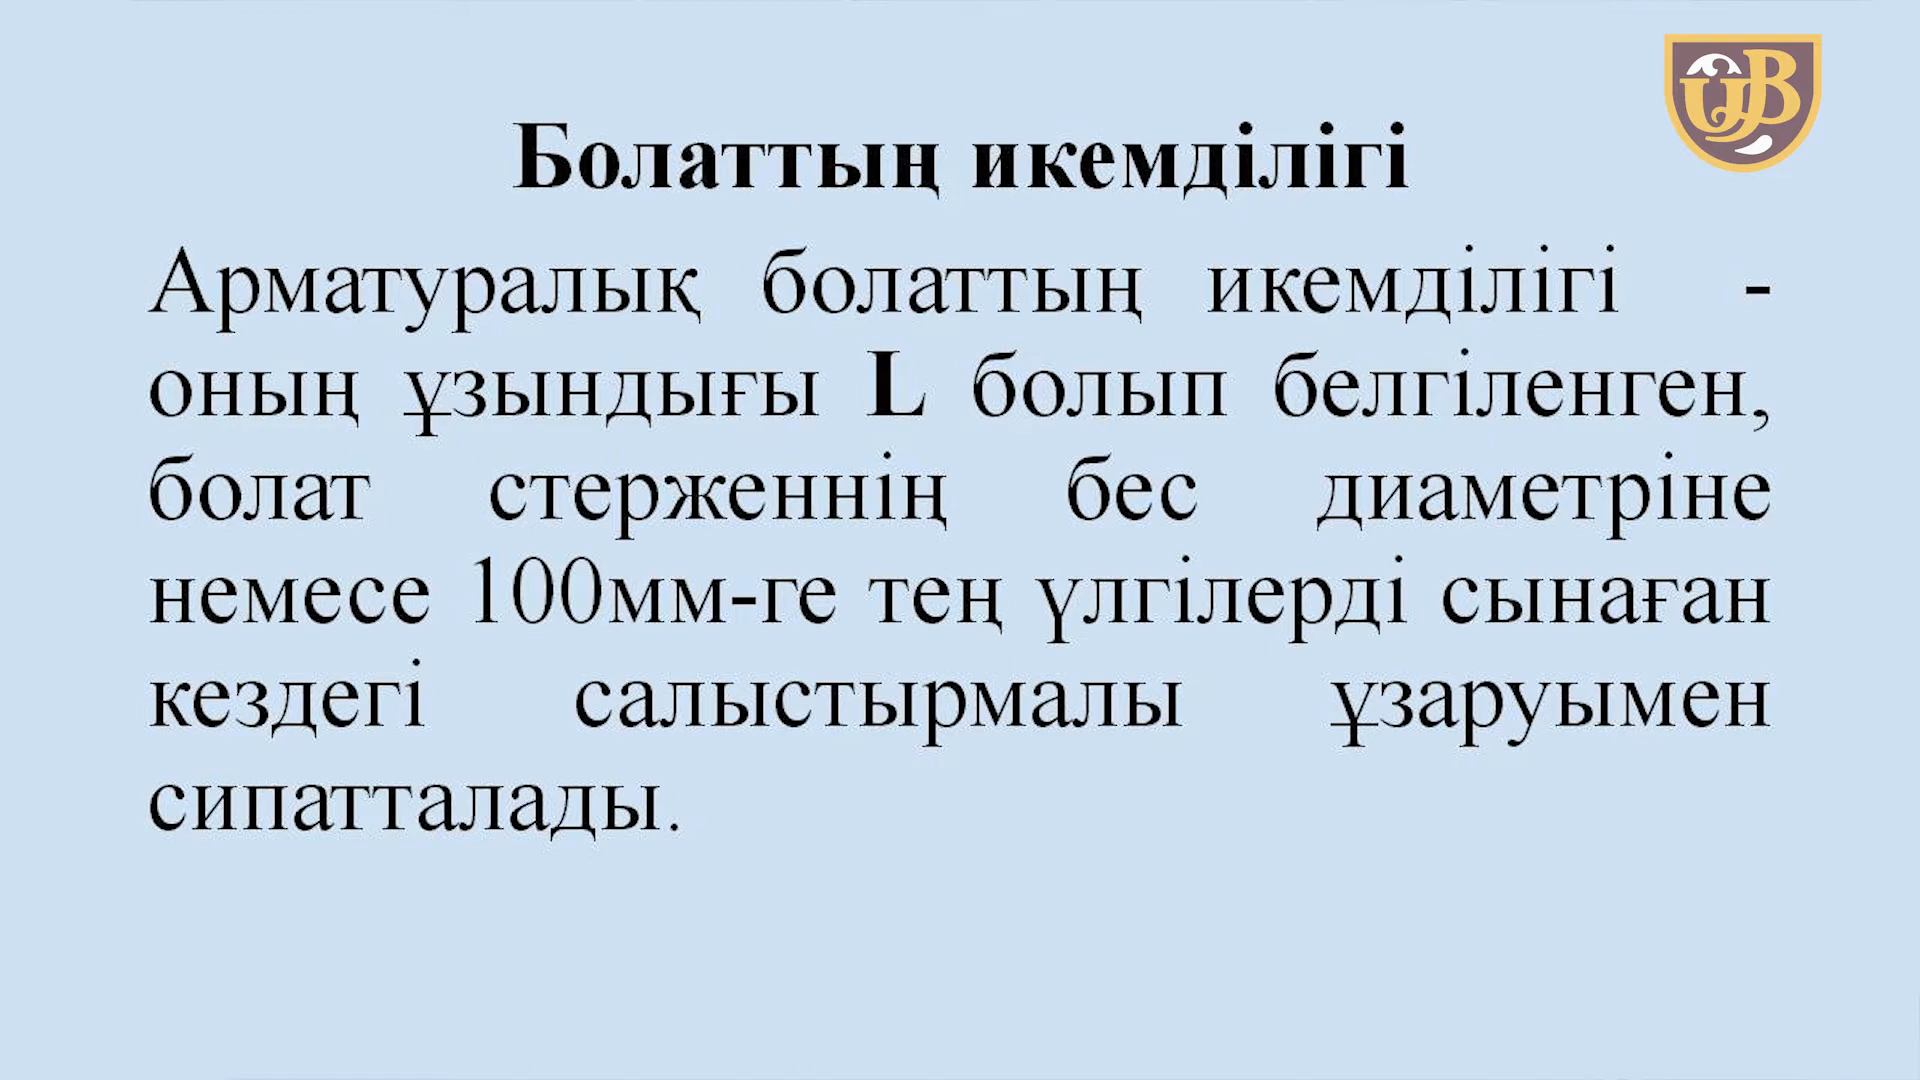 Болаттың икемділігі
Арматуралық болаттың икемділігі -
оның ұзындығы L болып белгіленген,
болат стерженнің бес диаметріне
немесе 100мм-ге тең үлгілерді сынаған
кездегі салыстырмалы ұзаруымен
сипатталады.